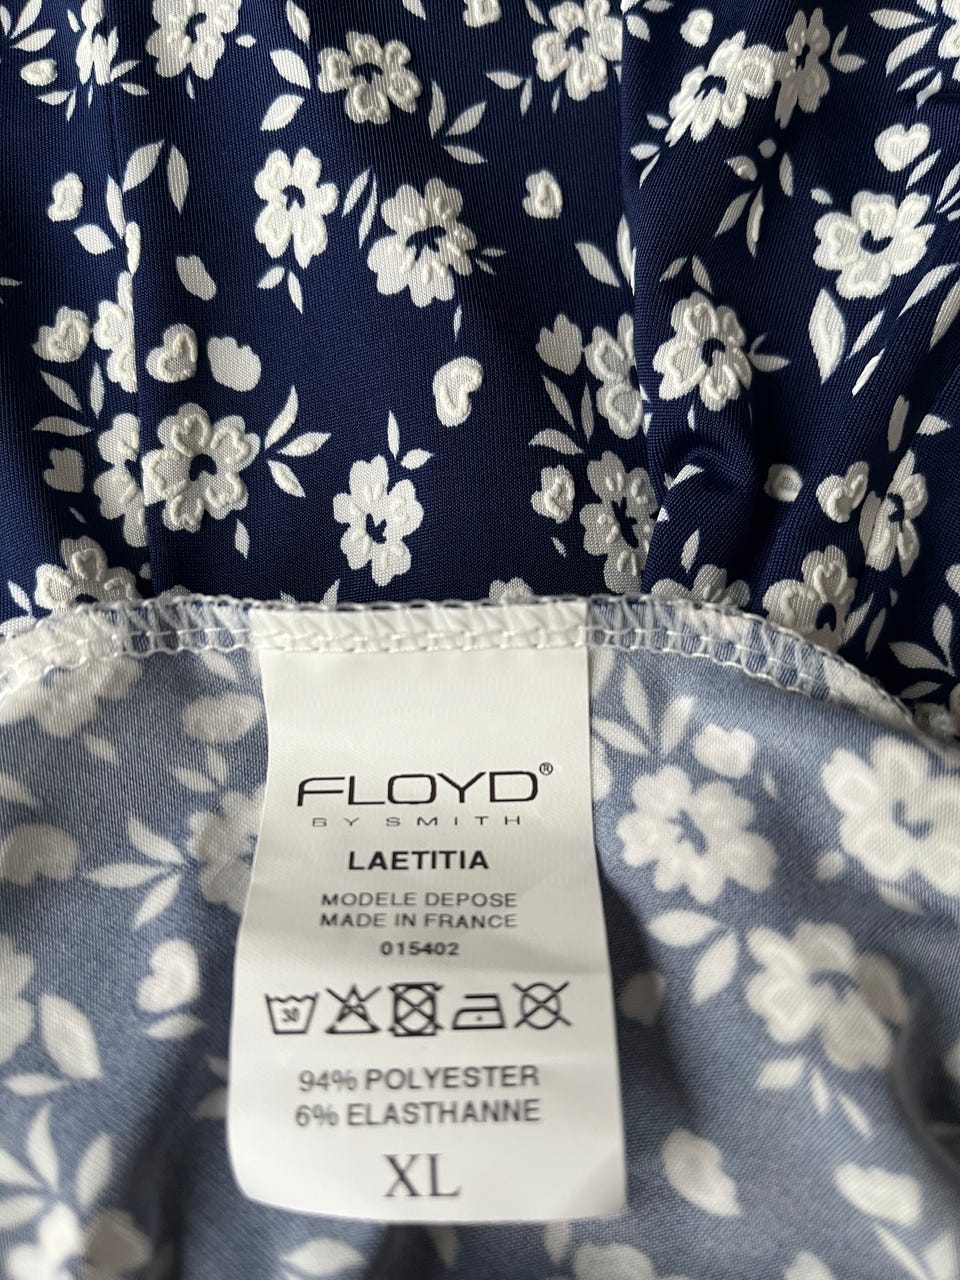 FLOYD®
BY SMITH
LAETITIA
MODELE DEPOSE
MADE IN FRANCE
015402
30
94% POLYESTER
6% ELASTHANNE
XL